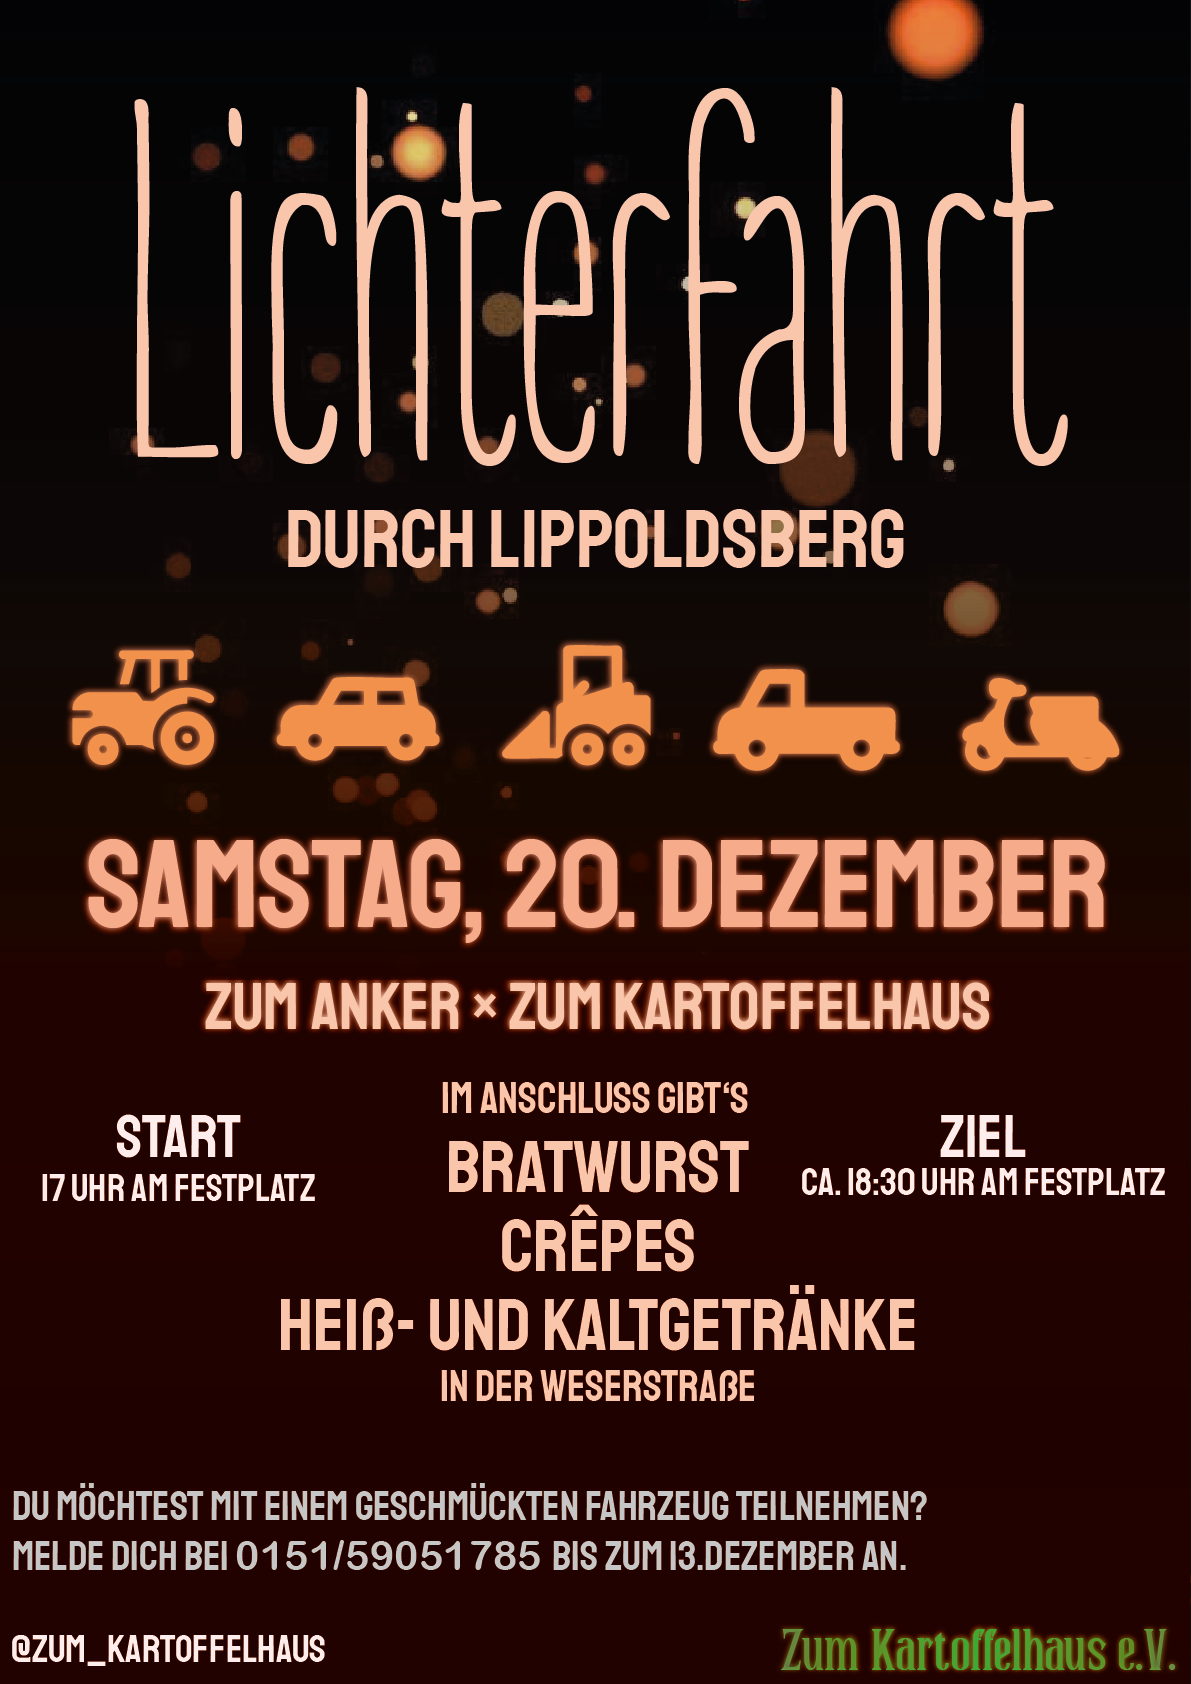 Lichterfahrt
DURCH LIPPOLDSBERG
SAMSTAG, 20. DEZEMBER
ZUM ANKER × ZUM KARTOFFELHAUS
START
17 UHR AM FESTPLATZ
IM ANSCHLUSS GIBT‘S
BRATWURST
CRÊPES
HEIß- UND KALTGETRÄNKE
IN DER WESERSTRAßE
ZIEL
CA. 18:30 UHR AM FESTPLATZ
DU MÖCHTEST MIT EINEM GESCHMÜCKTEN FAHRZEUG TEILNEHMEN?
MELDE DICH BEI 0151/59051785 BIS ZUM 13.DEZEMBER AN.
@ZUM_KARTOFFELHAUS
Zum Kartoffelhaus e.V.